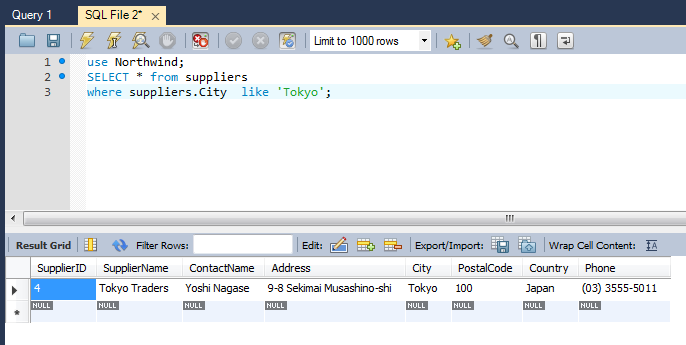 Query 1 SQL File 2*
Limit to 1000 rows
1 use Northwind;
2 SELECT * from suppliers
3 where suppliers.City  like 'Tokyo';
Result Grid Filter Rows: Edit: Export/Import: Wrap Cell Content:
SupplierID SupplierName ContactName Address City PostalCode Country Phone
4 Tokyo Traders Yoshi Nagase 9-8 Sekimai Musashino-shi Tokyo 100 Japan (03) 3555-5011
NULL NULL NULL NULL NULL NULL NULL NULL